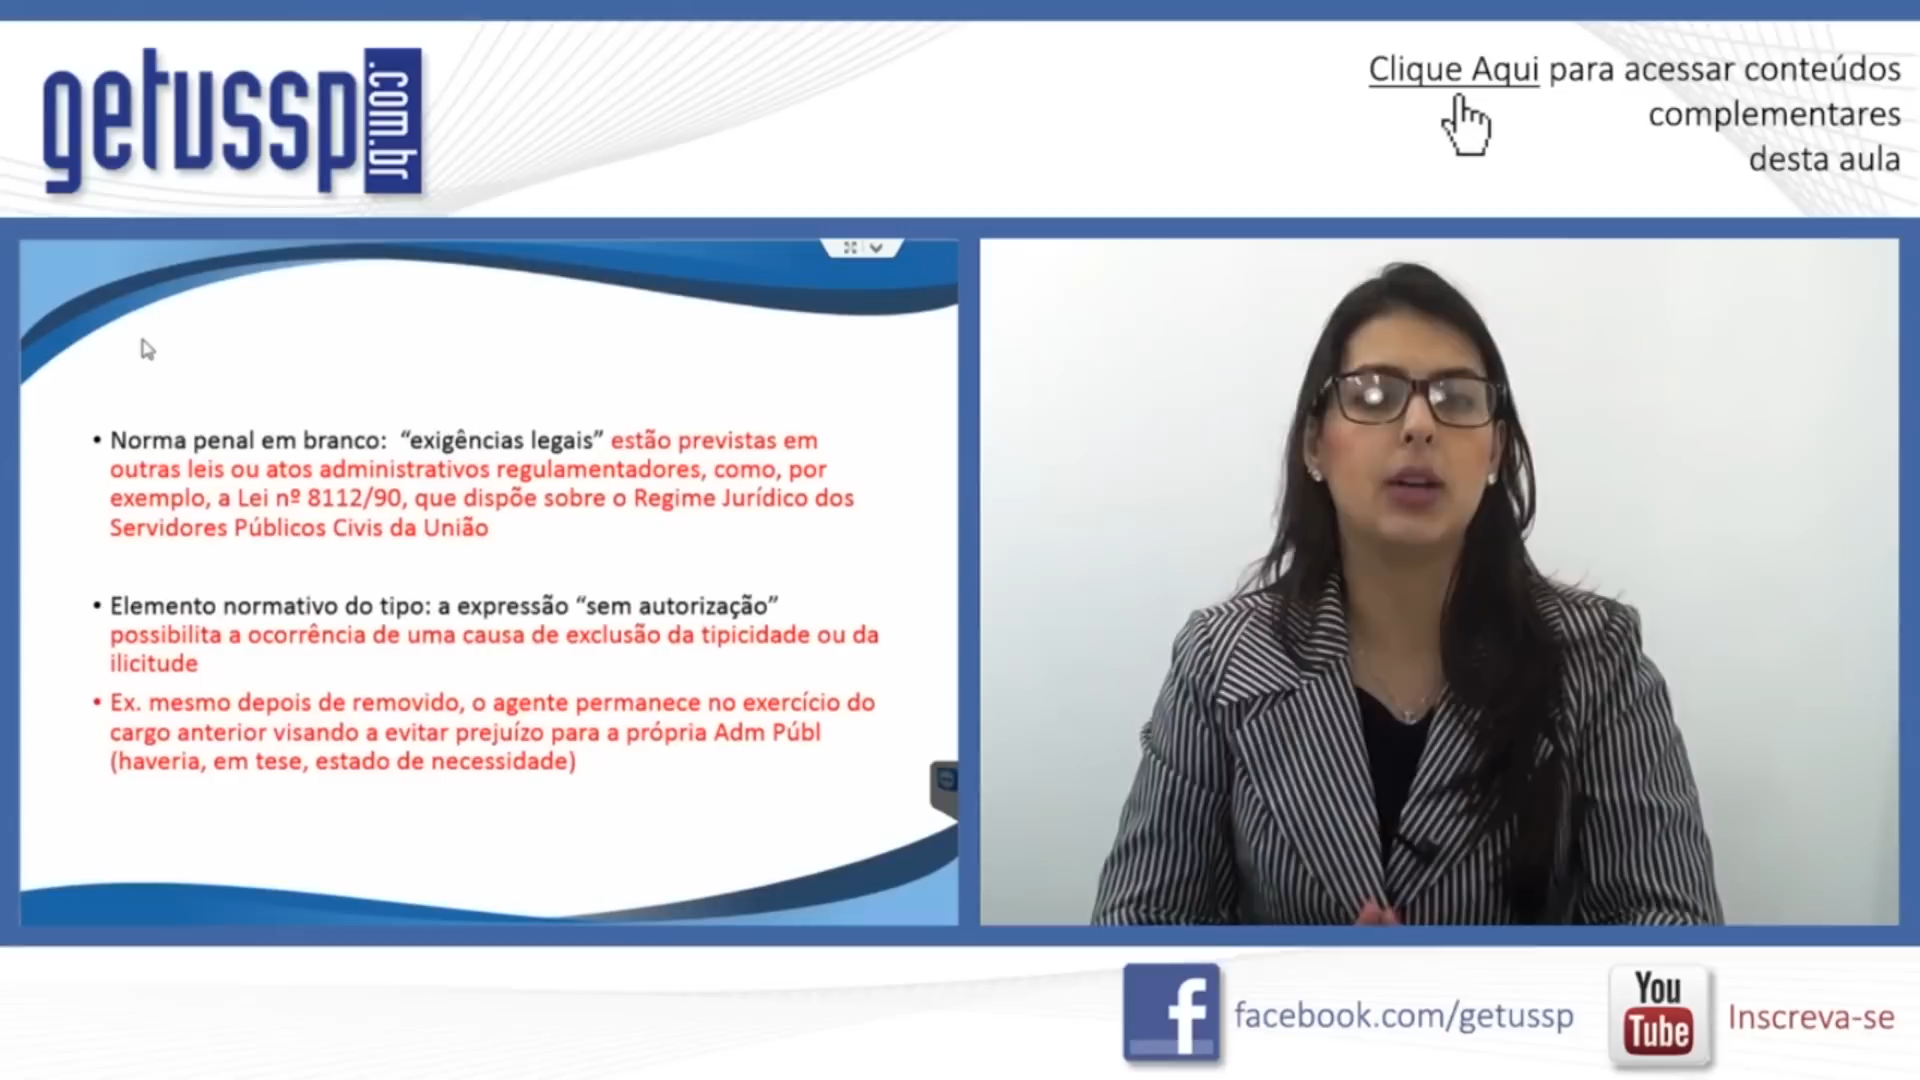 getussp.com.br
Clique Aqui para acessar conteúdos
complementares
desta aula
• Norma penal em branco: “exigências legais” estão previstas em
outras leis ou atos administrativos regulamentadores, como, por
exemplo, a Lei nº 8112/90, que dispõe sobre o Regime Jurídico dos
Servidores Públicos Civis da União
• Elemento normativo do tipo: a expressão “sem autorização”
possibilita a ocorrência de uma causa de exclusão da tipicidade ou da
ilicitude
• Ex. mesmo depois de removido, o agente permanece no exercício do
cargo anterior visando a evitar prejuízo para a própria Adm Públ
(haveria, em tese, estado de necessidade)
f
facebook.com/getussp
You
Tube
Inscreva-se